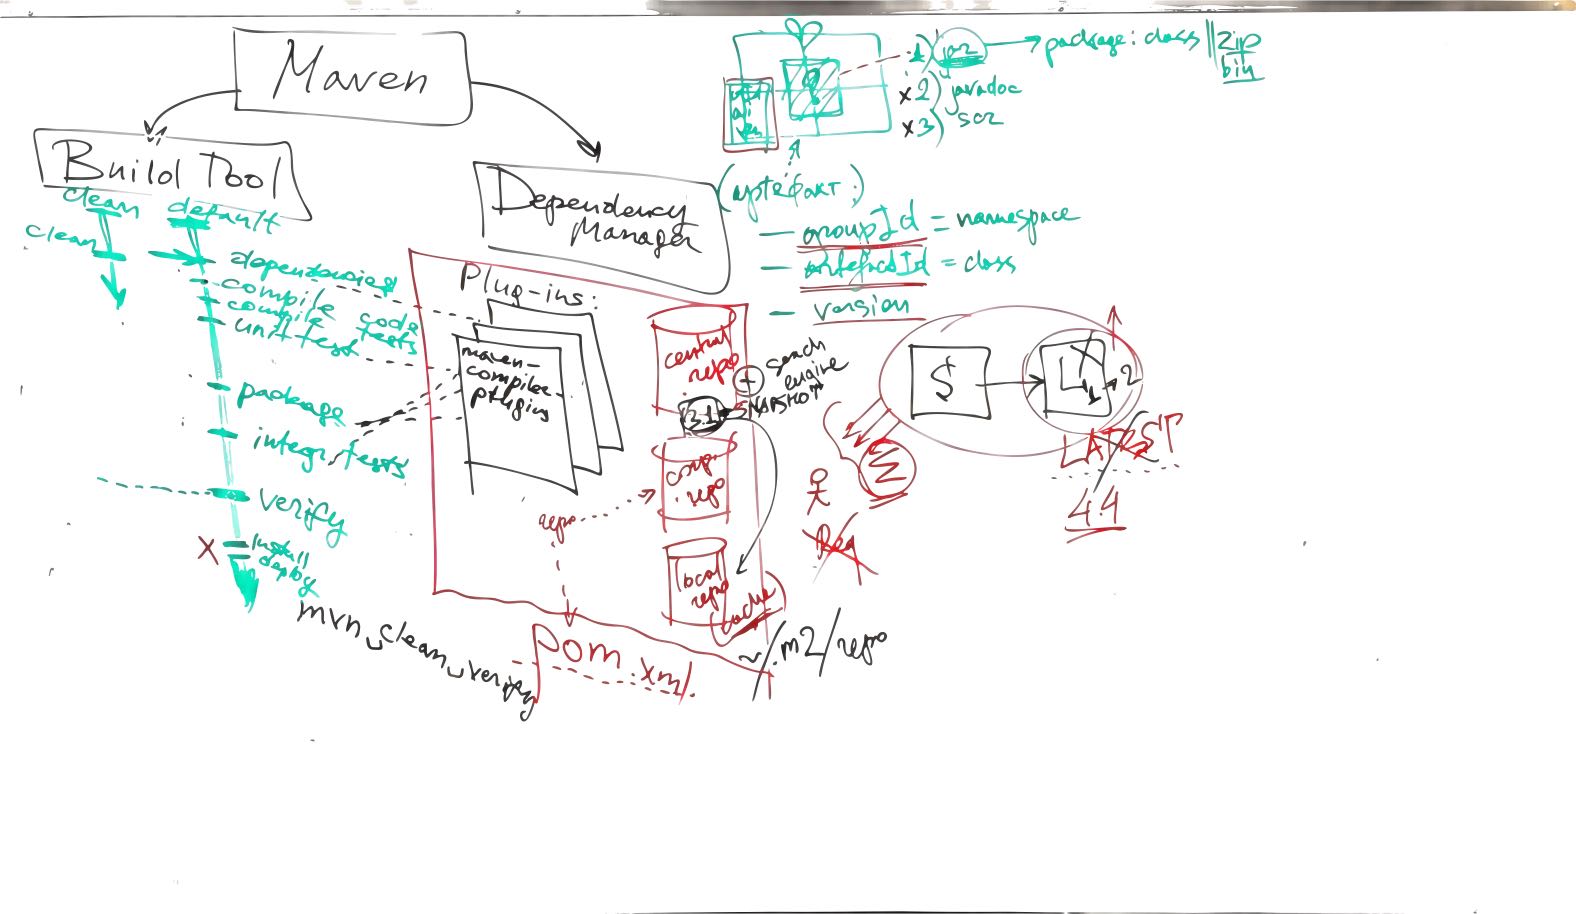 Maven
Build Tool
Dependency
Manager
clean
clean
default
dependencies
compile code
compile tests
unit test
package
integr. tests
verify
install
deploy
mvn clean verify
Plug-ins:
maven-
compiler-
plugin
central
repo
+ search
engine
3.1-SNAPSHOT
comp.
repo
local
repo
(cache)
repo
pom.xml
~/.m2/repo
1) jar → package: class || zip
bin
x 2) javadoc
x 3) src
(артефакт)
— groupId = namespace
— artefactId = class
— version
S
1 → 2
LATEST
4.4